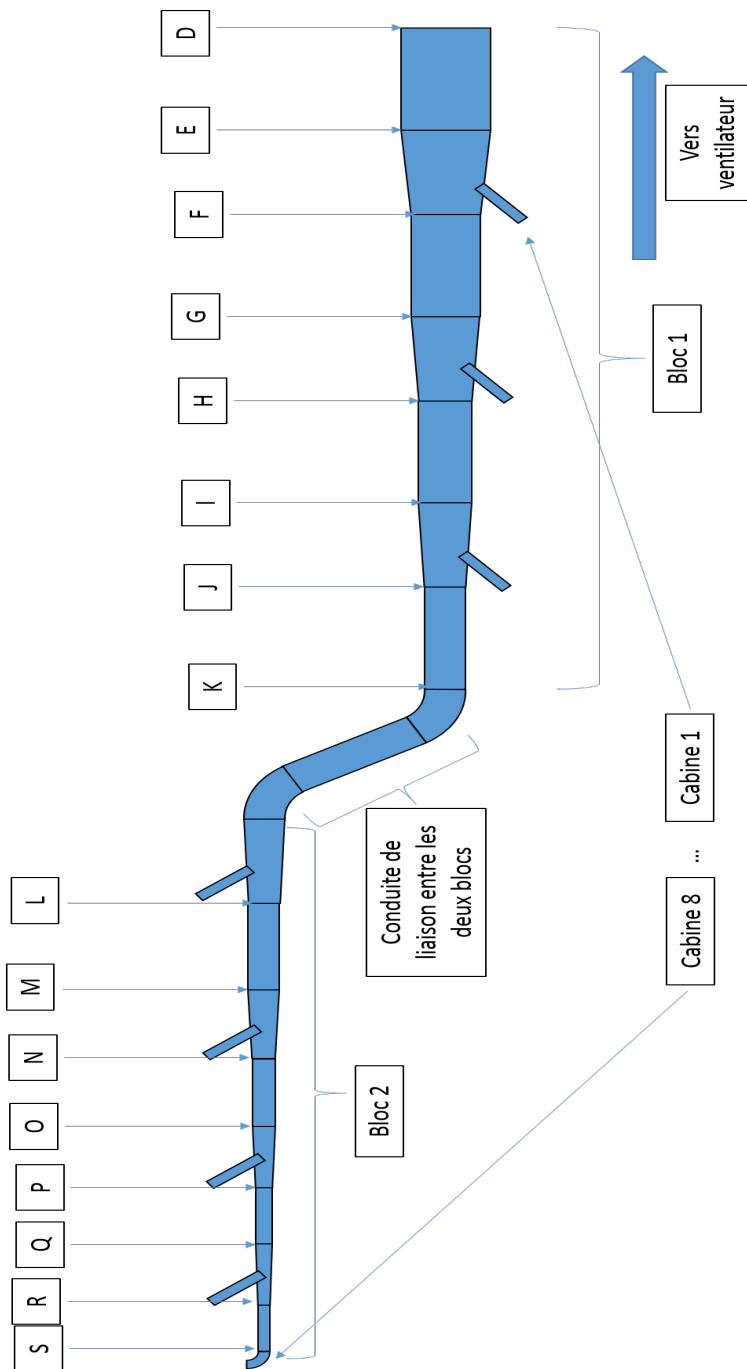 S
R
Q
P
O
N
M
L
K
J
I
H
G
F
E
D
Bloc 2
Conduite de
liaison entre les
deux blocs
Bloc 1
Vers
ventilateur
Cabine 8
...
Cabine 1